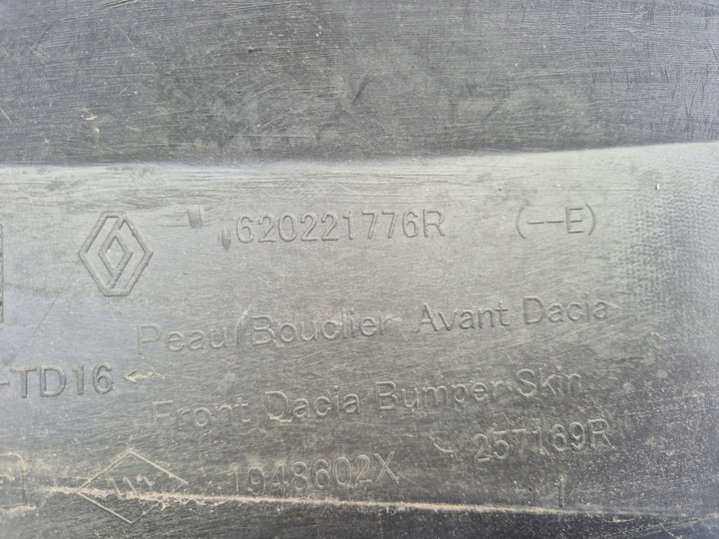 620221776R (--E)
Peau Bouclier Avant Dacia
-TD16
Front Dacia Bumper Skin
1948602X 257169R